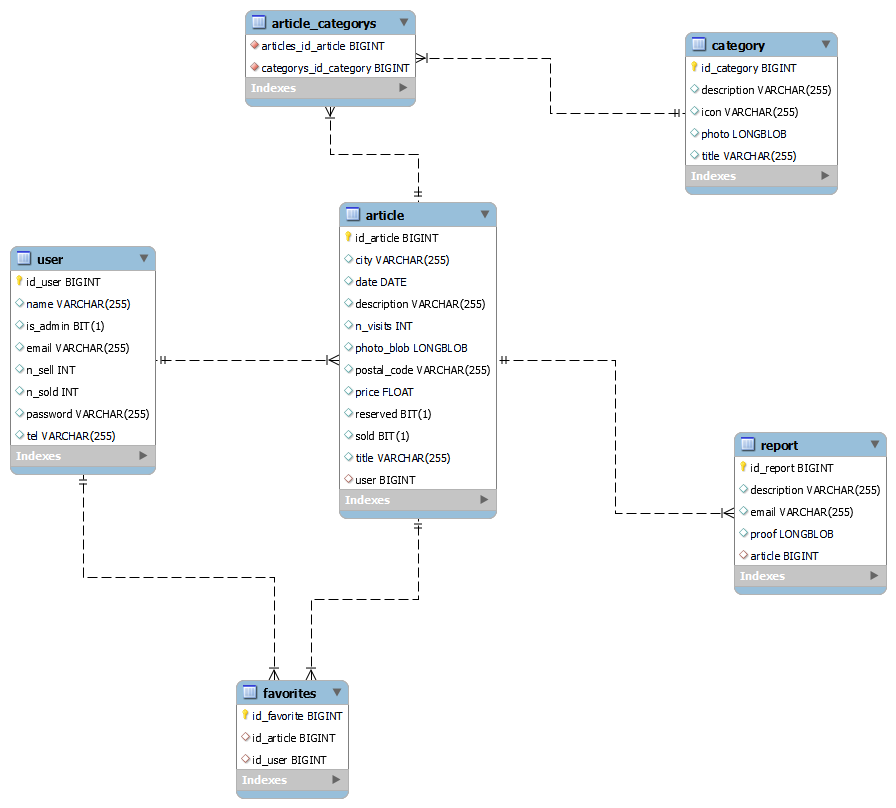 article_categorys
articles_id_article BIGINT
categorys_id_category BIGINT
Indexes
category
id_category BIGINT
description VARCHAR(255)
icon VARCHAR(255)
photo LONGBLOB
title VARCHAR(255)
Indexes
article
id_article BIGINT
city VARCHAR(255)
date DATE
description VARCHAR(255)
n_visits INT
photo_blob LONGBLOB
postal_code VARCHAR(255)
price FLOAT
reserved BIT(1)
sold BIT(1)
title VARCHAR(255)
user BIGINT
Indexes
user
id_user BIGINT
name VARCHAR(255)
is_admin BIT(1)
email VARCHAR(255)
n_sell INT
n_sold INT
password VARCHAR(255)
tel VARCHAR(255)
Indexes
report
id_report BIGINT
description VARCHAR(255)
email VARCHAR(255)
proof LONGBLOB
article BIGINT
Indexes
favorites
id_favorite BIGINT
id_article BIGINT
id_user BIGINT
Indexes